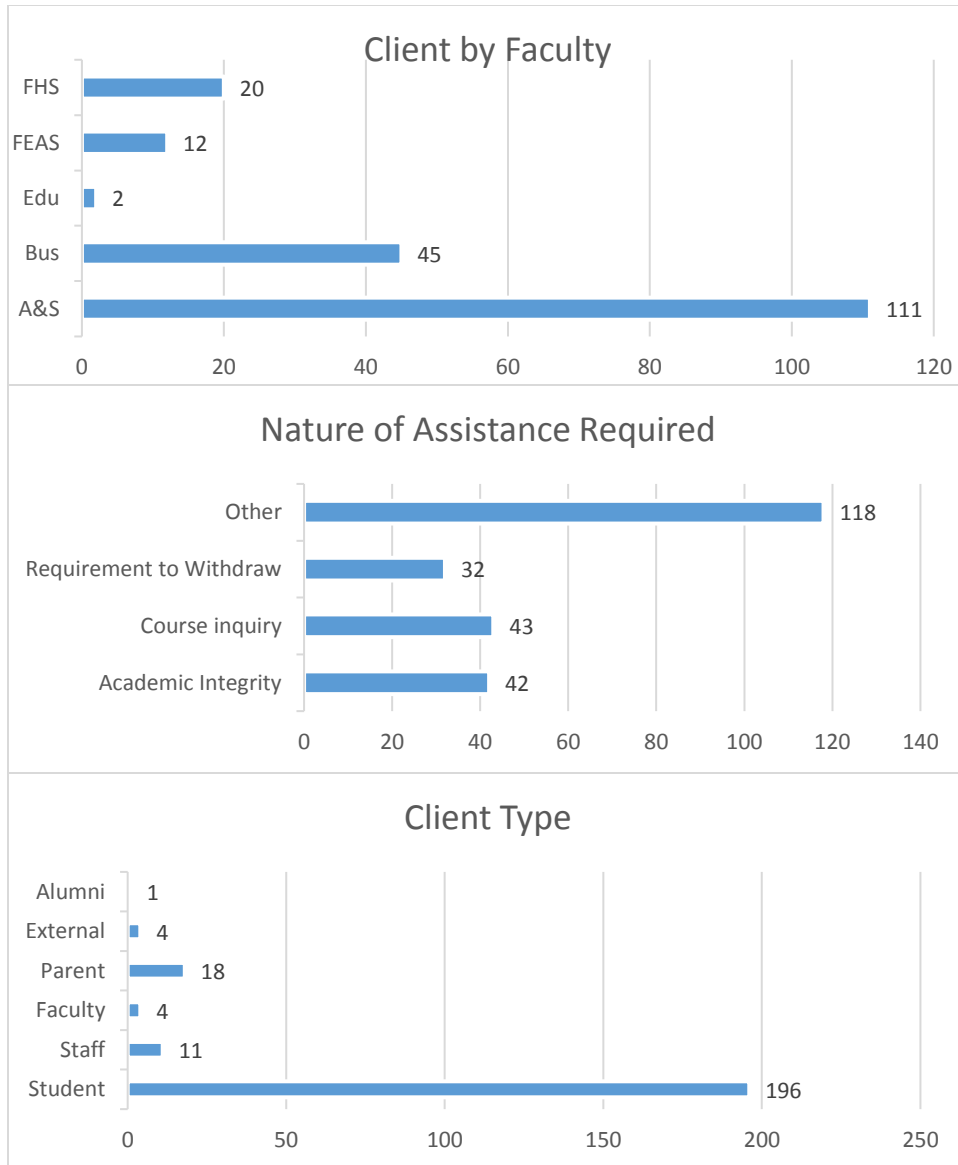 Client by Faculty
FHS 20
FEAS 12
Edu 2
Bus 45
A&S 111
0 20 40 60 80 100 120
Nature of Assistance Required
Other 118
Requirement to Withdraw 32
Course inquiry 43
Academic Integrity 42
0 20 40 60 80 100 120 140
Client Type
Alumni 1
External 4
Parent 18
Faculty 4
Staff 11
Student 196
0 50 100 150 200 250